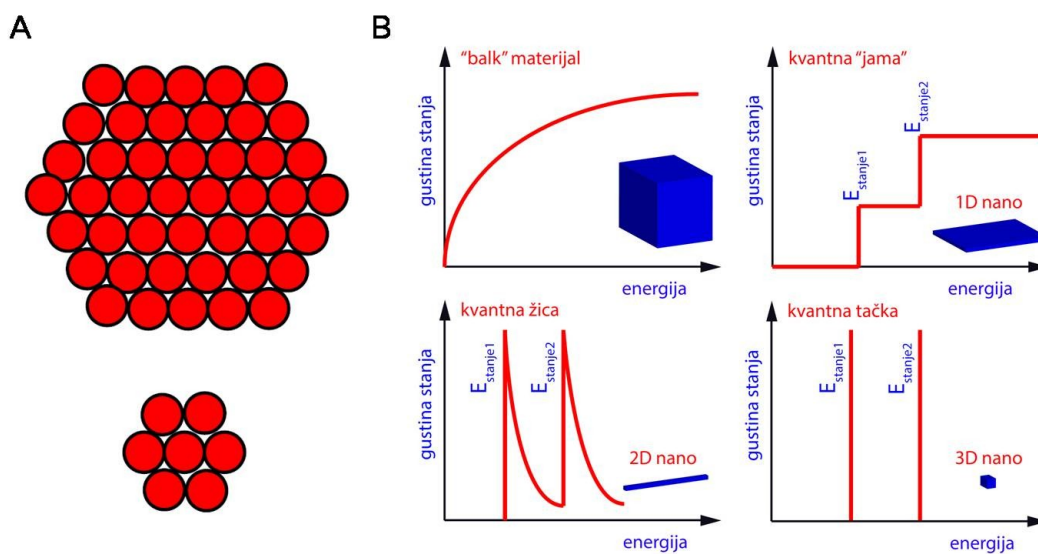 A
B
“balk” materijal
gustina stanja
energija
kvantna “jama”
gustina stanja
E stanje1
E stanje2
1D nano
energija
kvantna žica
gustina stanja
E stanje1
E stanje2
2D nano
energija
kvantna tačka
gustina stanja
E stanje1
E stanje2
3D nano
energija